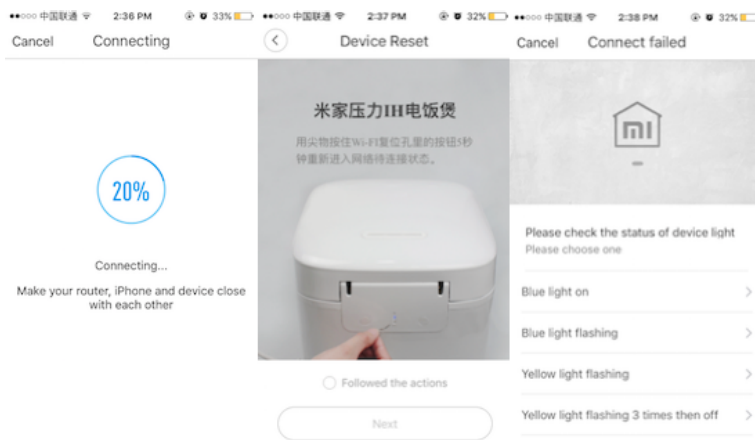 中国联通 2:36 PM 33%
Cancel Connecting
20%
Connecting...
Make your router, iPhone and device close
with each other
中国联通 2:37 PM 32%
Device Reset
米家压力IH电饭煲
用尖物按住Wi-FI复位孔里的按钮5秒
钟重新进入网络待连接状态。
Followed the actions
Next
中国联通 2:38 PM 32%
Cancel Connect failed
mi
Please check the status of device light
Please choose one
Blue light on
Blue light flashing
Yellow light flashing
Yellow light flashing 3 times then off